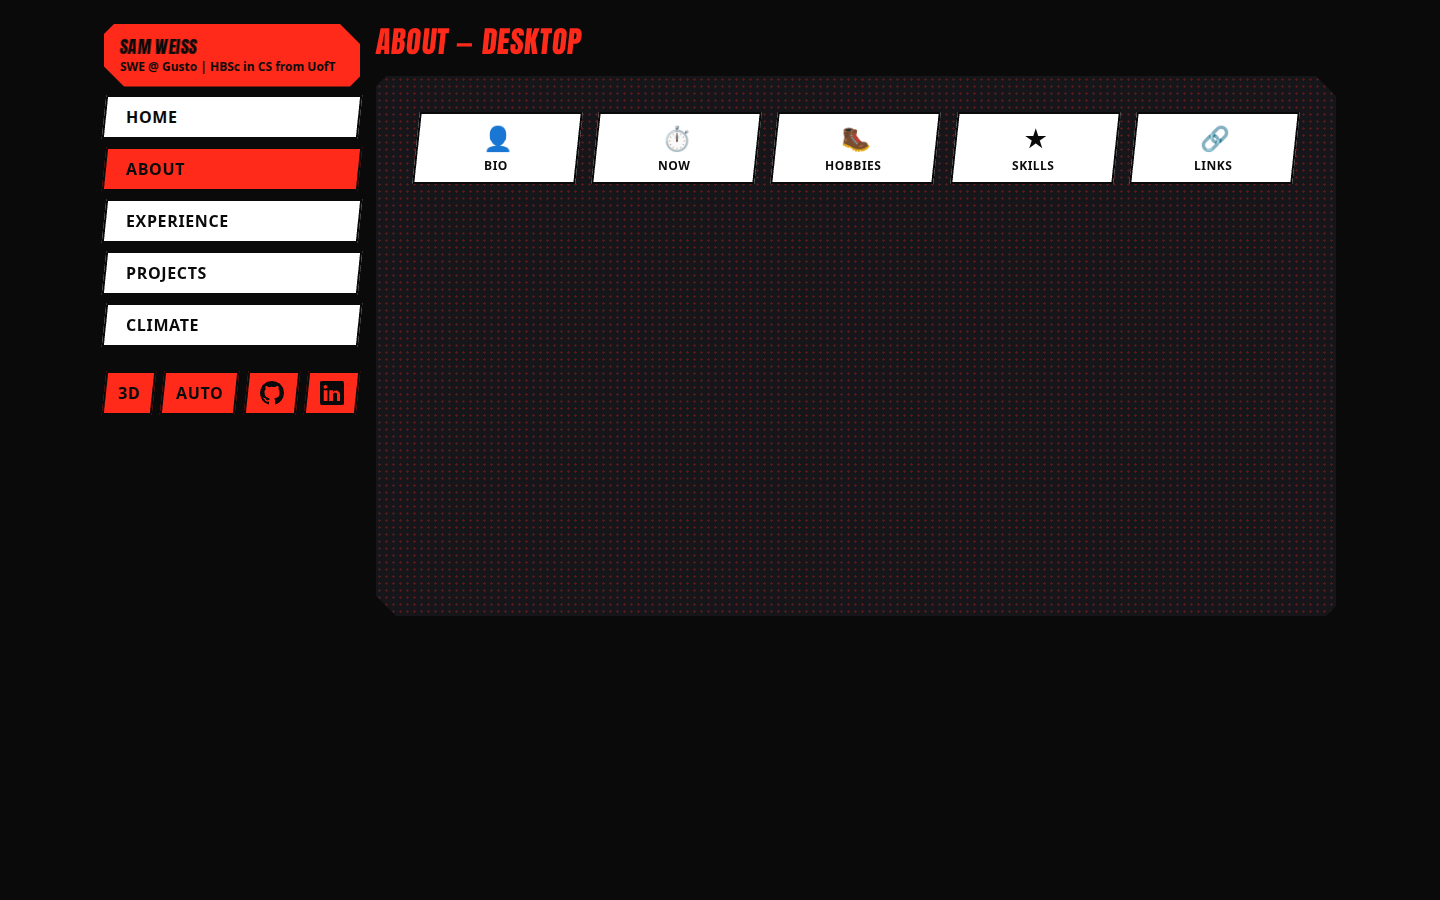 SAM WEISS
SWE @ Gusto | HBSc in CS from UofT
HOME
ABOUT
EXPERIENCE
PROJECTS
CLIMATE
3D
AUTO
in
ABOUT — DESKTOP
BIO
NOW
HOBBIES
SKILLS
LINKS